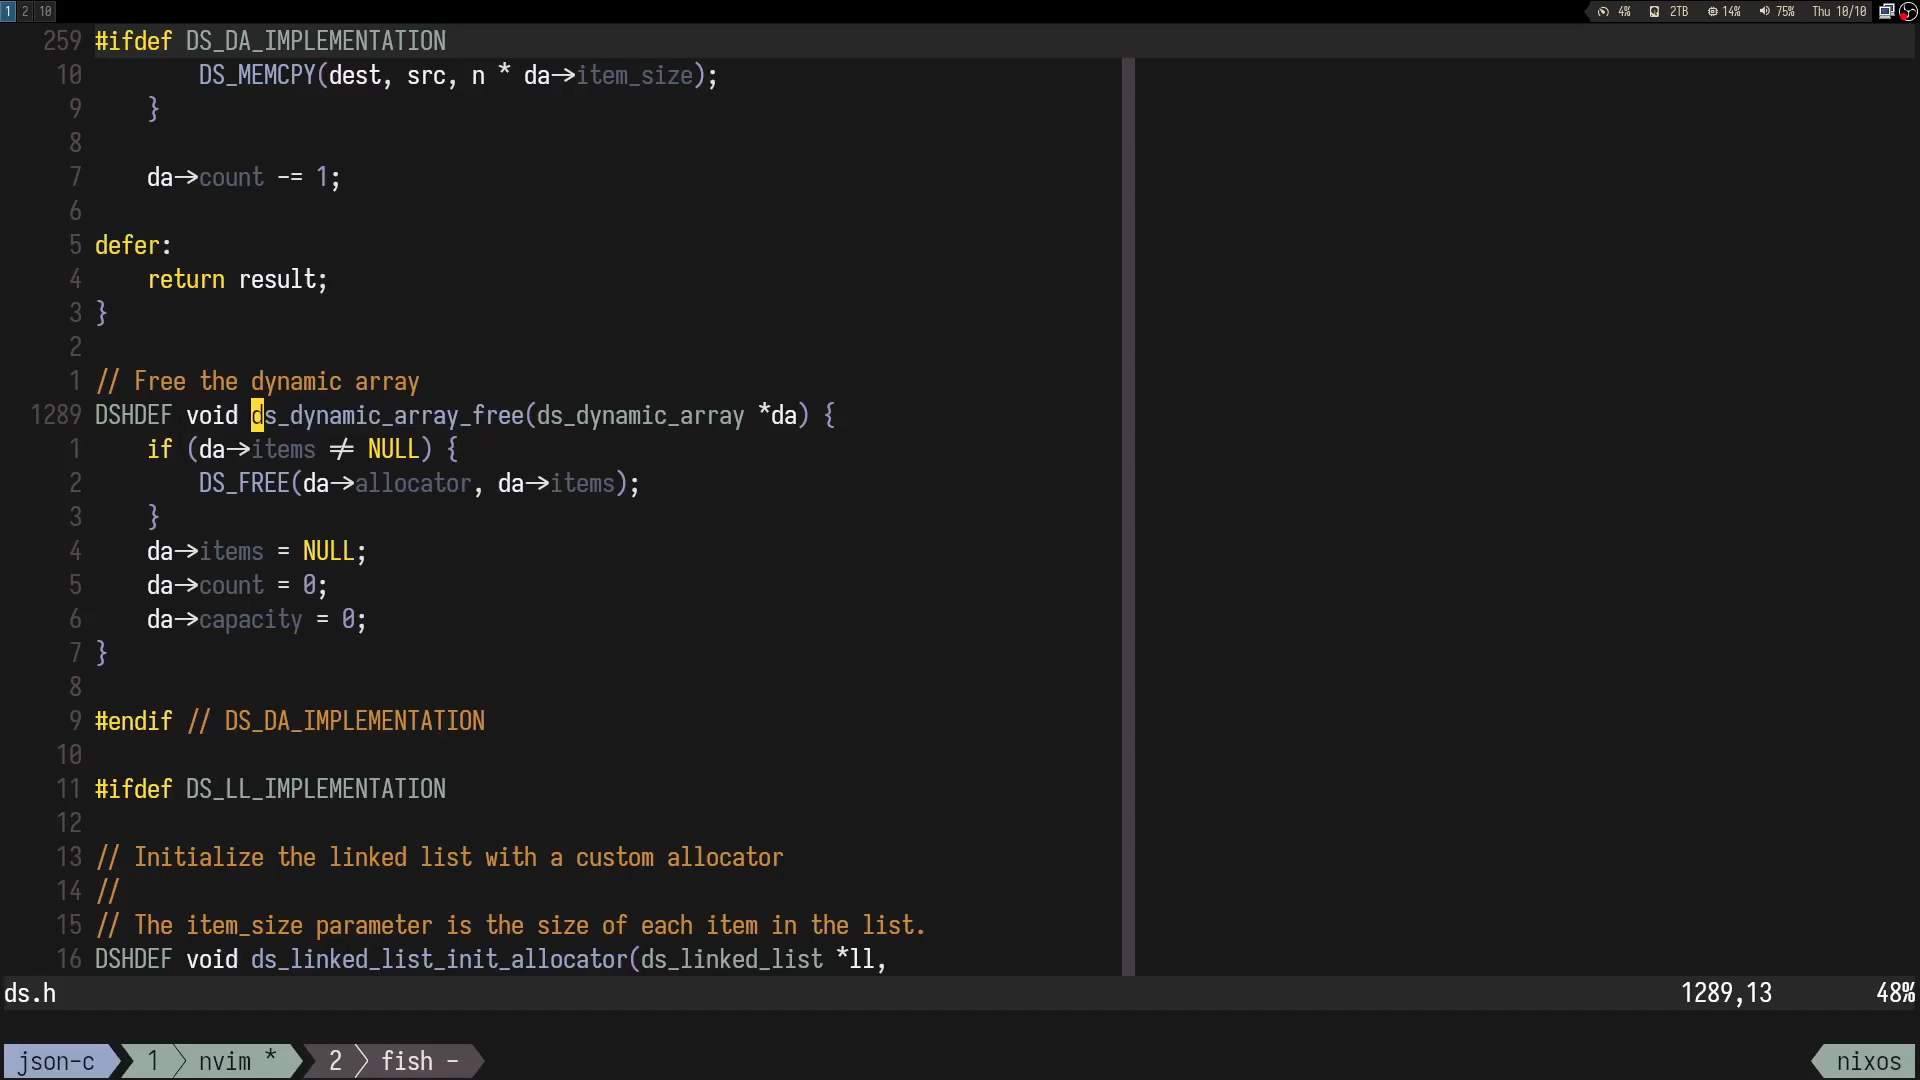 1 2 10 4% 2TB 14% 75% Thu 10/10
259 #ifdef DS_DA_IMPLEMENTATION
10 DS_MEMCPY(dest, src, n * da->item_size);
9 }
8
7 da->count -= 1;
6
5 defer:
4 return result;
3 }
2
1 // Free the dynamic array
1289 DSHDEF void ds_dynamic_array_free(ds_dynamic_array *da) {
1 if (da->items != NULL) {
2 DS_FREE(da->allocator, da->items);
3 }
4 da->items = NULL;
5 da->count = 0;
6 da->capacity = 0;
7 }
8
9 #endif // DS_DA_IMPLEMENTATION
10
11 #ifdef DS_LL_IMPLEMENTATION
12
13 // Initialize the linked list with a custom allocator
14 //
15 // The item_size parameter is the size of each item in the list.
16 DSHDEF void ds_linked_list_init_allocator(ds_linked_list *ll,
ds.h 1289,13 48%
json-c 1 nvim * 2 fish - nixos